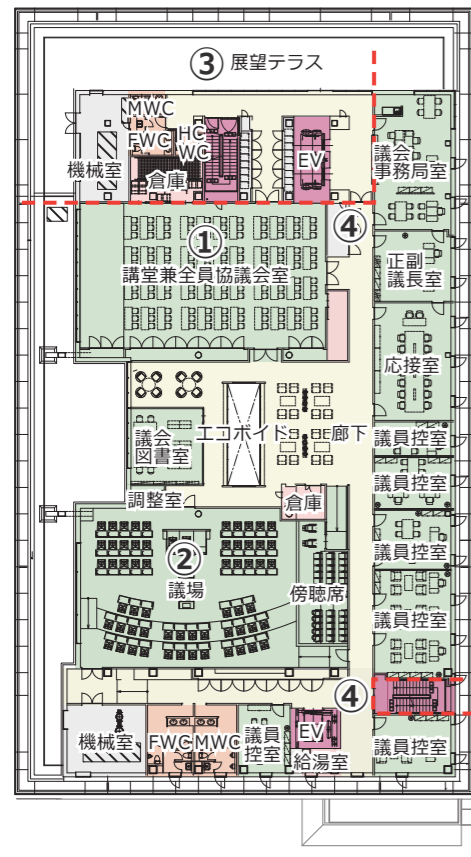 ③ 展望テラス
MWC
FWC
HC
WC
機械室
倉庫
EV
議会
事務局室
①
④
講堂兼全員協議会室
正副
議長室
応接室
エコボイド
廊下
議員控室
議会
図書室
議員控室
調整室
倉庫
②
議場
議員控室
傍聴席
議員控室
④
機械室
FWC
MWC
議員
控室
EV
給湯室
議員控室